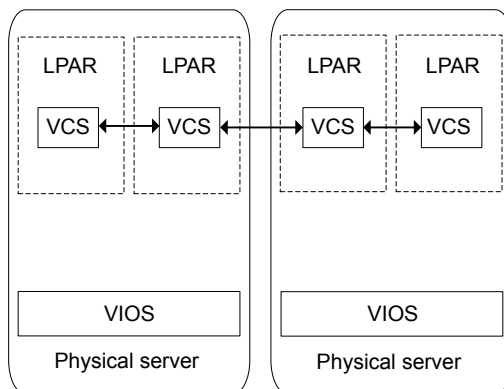 LPAR LPAR LPAR LPAR
VCS VCS VCS VCS
VIOS VIOS
Physical server Physical server